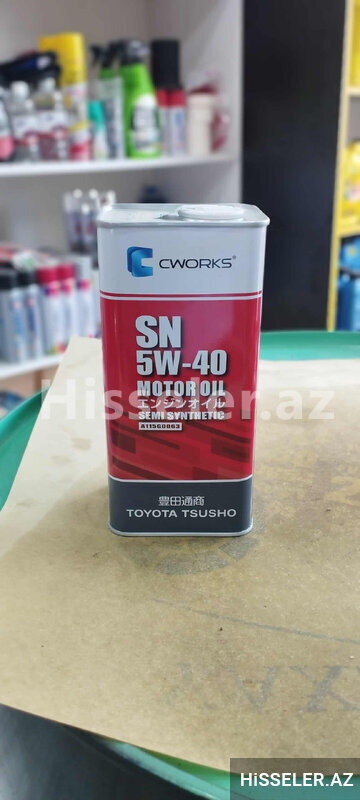 CWORKS®
SN
5W-40
MOTOR OIL
エンジンオイル
SEMI SYNTHETIC
A11SG0063
豊田通商
TOYOTA TSUSHO
Hisseler.az
HİSSELER.AZ